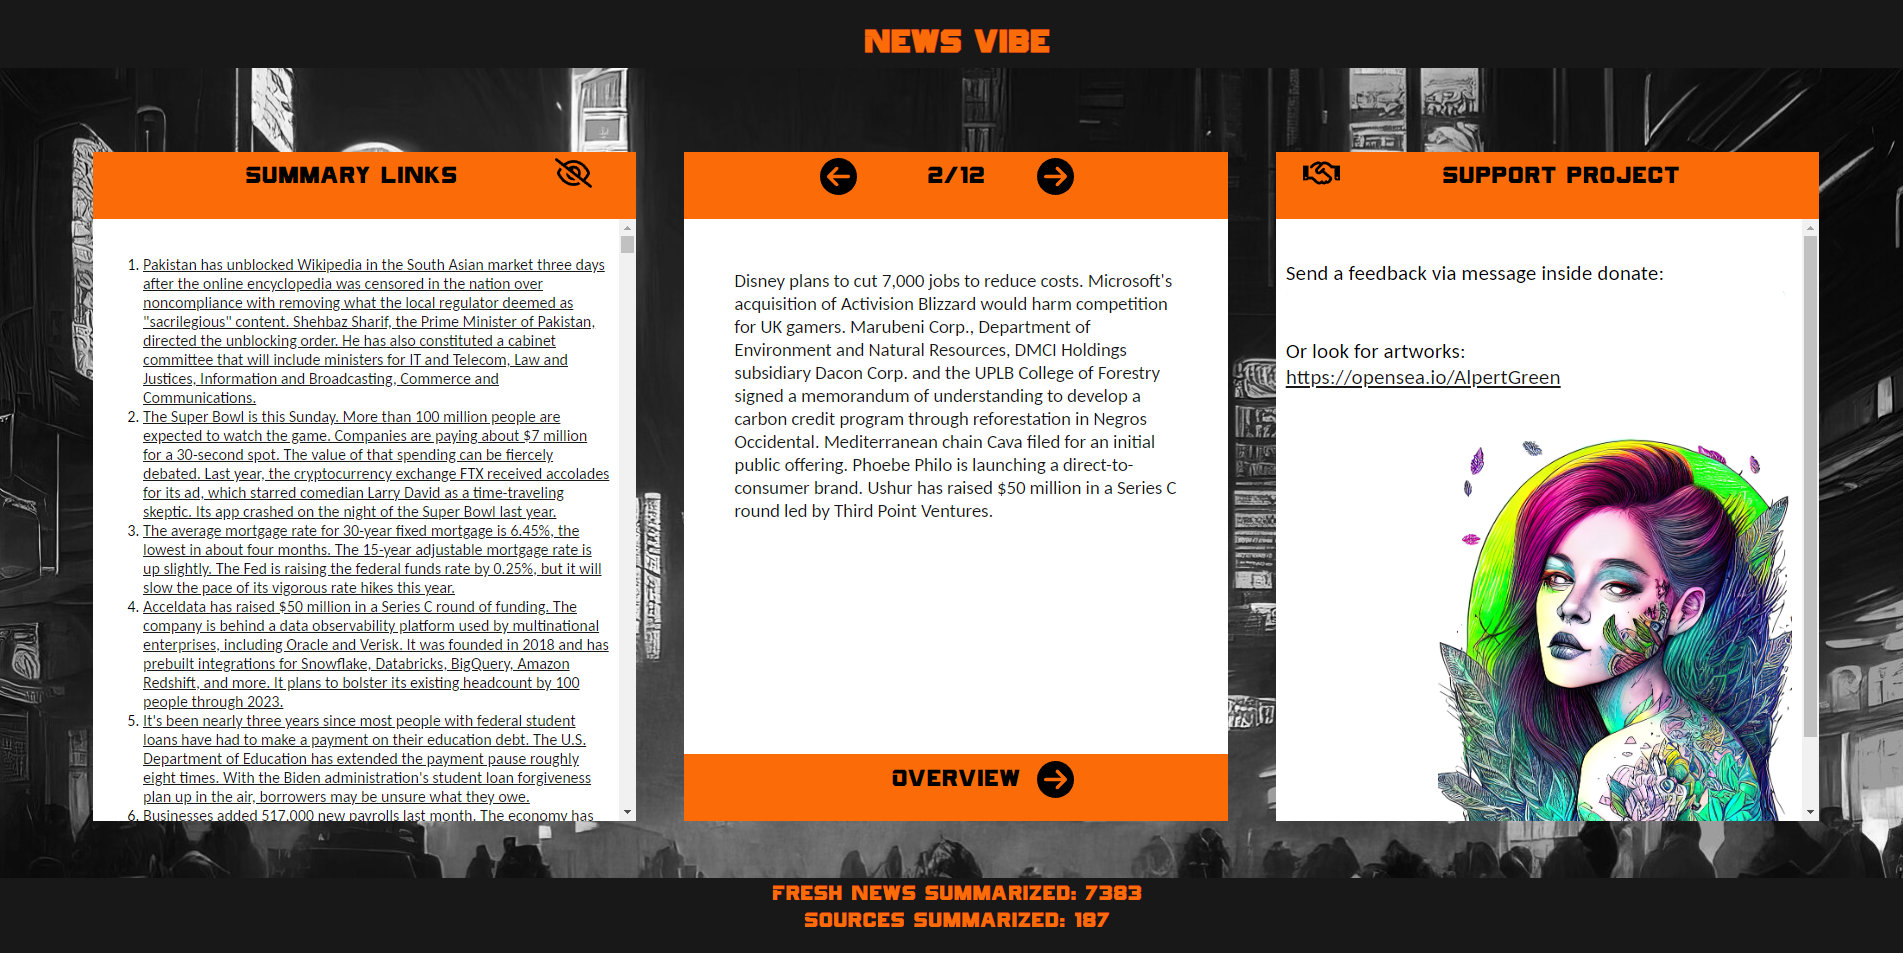 NEWS VIBE
SUMMARY LINKS
1. Pakistan has unblocked Wikipedia in the South Asian market three days
after the online encyclopedia was censored in the nation over
noncompliance with removing what the local regulator deemed as
"sacrilegious" content. Shehbaz Sharif, the Prime Minister of Pakistan,
directed the unblocking order. He has also constituted a cabinet
committee that will include ministers for IT and Telecom, Law and
Justices, Information and Broadcasting, Commerce and
Communications.
2. The Super Bowl is this Sunday. More than 100 million people are
expected to watch the game. Companies are paying about $7 million
for a 30-second spot. The value of that spending can be fiercely
debated. Last year, the cryptocurrency exchange FTX received accolades
for its ad, which starred comedian Larry David as a time-traveling
skeptic. Its app crashed on the night of the Super Bowl last year.
3. The average mortgage rate for 30-year fixed mortgage is 6.45%, the
lowest in about four months. The 15-year adjustable mortgage rate is
up slightly. The Fed is raising the federal funds rate by 0.25%, but it will
slow the pace of its vigorous rate hikes this year.
4. Acceldata has raised $50 million in a Series C round of funding. The
company is behind a data observability platform used by multinational
enterprises, including Oracle and Verisk. It was founded in 2018 and has
prebuilt integrations for Snowflake, Databricks, BigQuery, Amazon
Redshift, and more. It plans to bolster its existing headcount by 100
people through 2023.
5. It's been nearly three years since most people with federal student
loans have had to make a payment on their education debt. The U.S.
Department of Education has extended the payment pause roughly
eight times. With the Biden administration's student loan forgiveness
plan up in the air, borrowers may be unsure what they owe.
6. Businesses added 517,000 new payrolls last month. The economy has
2/12
Disney plans to cut 7,000 jobs to reduce costs. Microsoft's
acquisition of Activision Blizzard would harm competition
for UK gamers. Marubeni Corp., Department of
Environment and Natural Resources, DMCI Holdings
subsidiary Dacon Corp. and the UPLB College of Forestry
signed a memorandum of understanding to develop a
carbon credit program through reforestation in Negros
Occidental. Mediterranean chain Cava filed for an initial
public offering. Phoebe Philo is launching a direct-to-
consumer brand. Ushur has raised $50 million in a Series C
round led by Third Point Ventures.
OVERVIEW
SUPPORT PROJECT
Send a feedback via message inside donate:
Or look for artworks:
https://opensea.io/AlpertGreen
FRESH NEWS SUMMARIZED: 7383
SOURCES SUMMARIZED: 187